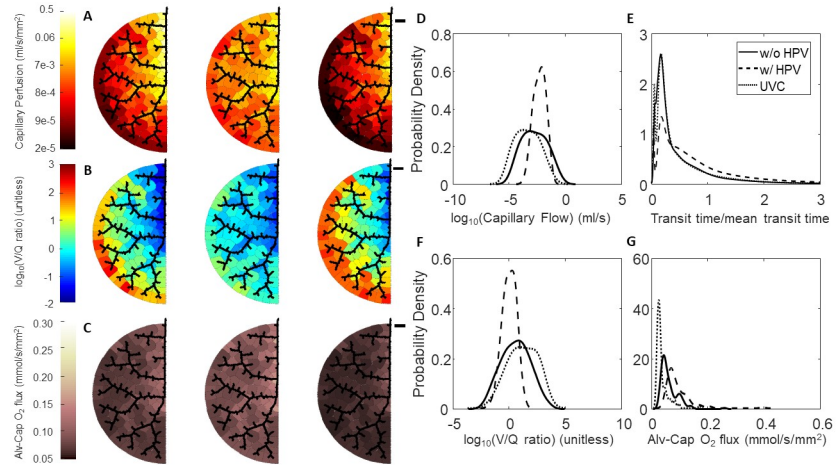 A
Capillary Perfusion (ml/s/mm²)
0.5
0.06
7e-3
8e-4
1e-4
2e-5
B
log₁₀(V/Q ratio) (unitless)
3
2
1
0
-1
-2
C
Alv-Cap O₂ flux (mmol/s/mm²)
0.30
0.25
0.20
0.15
0.10
0.05
D
Probability Density
0.8
0.6
0.4
0.2
0
-10
-5
0
5
log₁₀(Capillary Flow) (ml/s)
E
w/o HPV
w/ HPV
UVC
3
2
1
0
0
1
2
3
Transit time/mean transit time
F
Probability Density
0.6
0.4
0.2
0
-5
0
5
10
log₁₀(V/Q ratio) (unitless)
G
60
40
20
0
0
0.2
0.4
0.6
Alv-Cap O₂ flux (mmol/s/mm²)